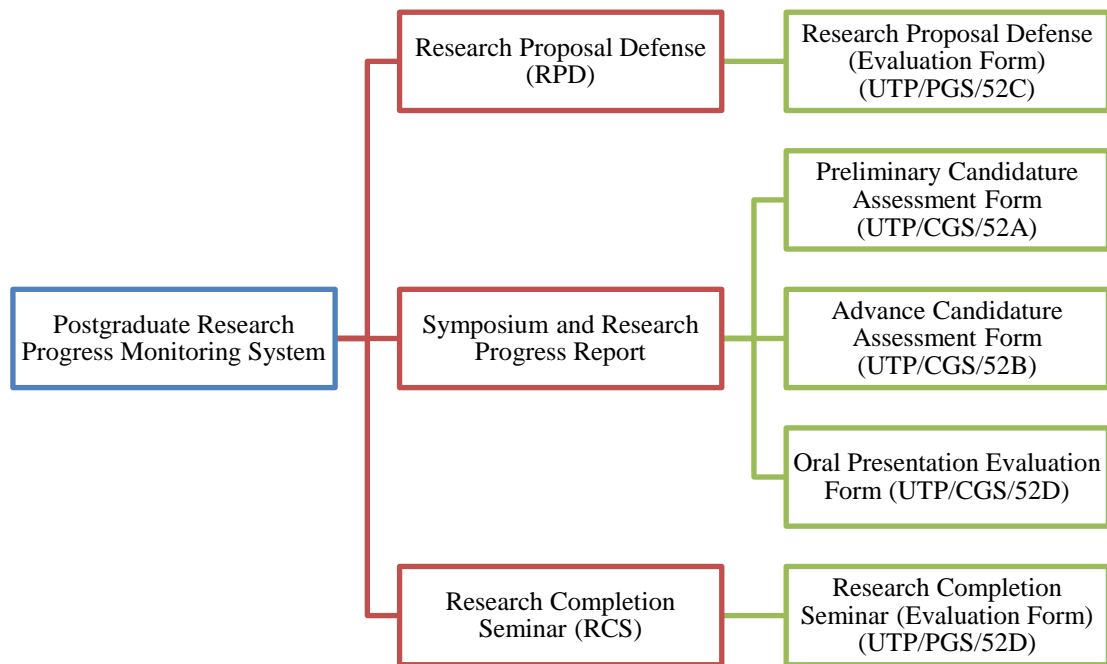 Research Proposal Defense
(RPD)
Research Proposal Defense
(Evaluation Form)
(UTP/PGS/52C)
Preliminary Candidature
Assessment Form
(UTP/CGS/52A)
Postgraduate Research
Progress Monitoring System
Symposium and Research
Progress Report
Advance Candidature
Assessment Form
(UTP/CGS/52B)
Oral Presentation Evaluation
Form (UTP/CGS/52D)
Research Completion
Seminar (RCS)
Research Completion
Seminar (Evaluation Form)
(UTP/PGS/52D)